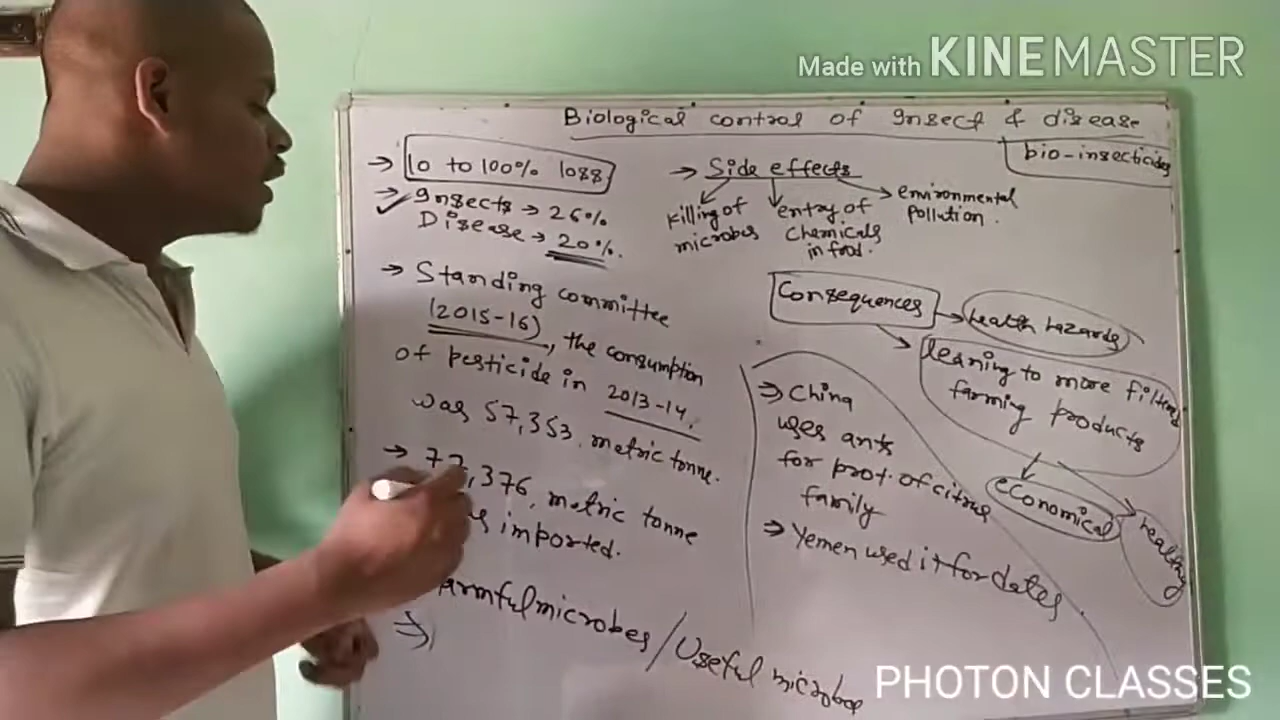 Made with KINEMASTER
Biological control of Insect & disease
bio-insecticides
→ 10 to 100% loss
→ Insects → 26%
Disease → 20%.
→ Standing committee
(2015-16), the consumption
of pesticide in 2013-14,
was 57,353. metric tonne.
→ 77,376, metric tonne
imported.
harmful microbes / Useful microbes
⇒
→ Side effects
killing of
microbes
entry of
chemicals
in food.
environmental
pollution.
Consequences
health hazards
leaning to more
farming products
economical
healthy
⇒ China
uses ants
for prot. of citrus
family
⇒ Yemen used it for dates.
PHOTON CLASSES